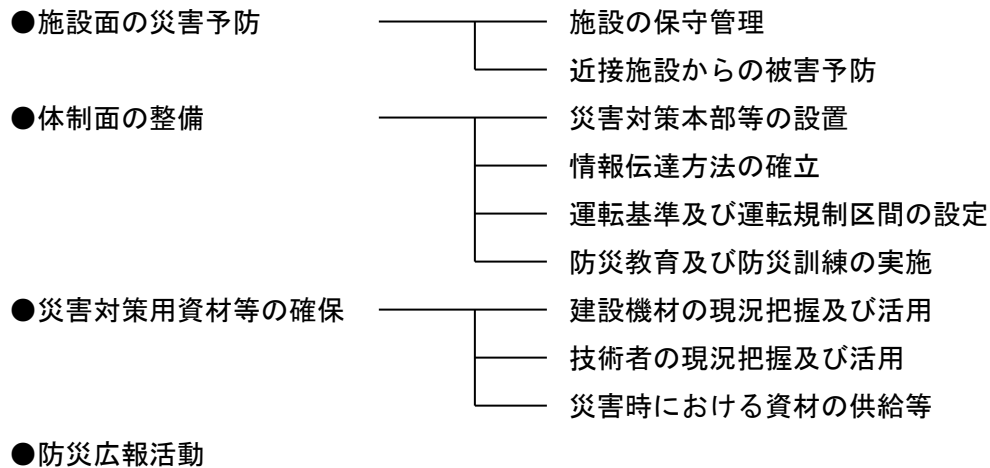 ●施設面の災害予防 施設の保守管理
近接施設からの被害予防
●体制面の整備 災害対策本部等の設置
情報伝達方法の確立
運転基準及び運転規制区間の設定
防災教育及び防災訓練の実施
●災害対策用資材等の確保 建設機材の現況把握及び活用
技術者の現況把握及び活用
災害時における資材の供給等
●防災広報活動